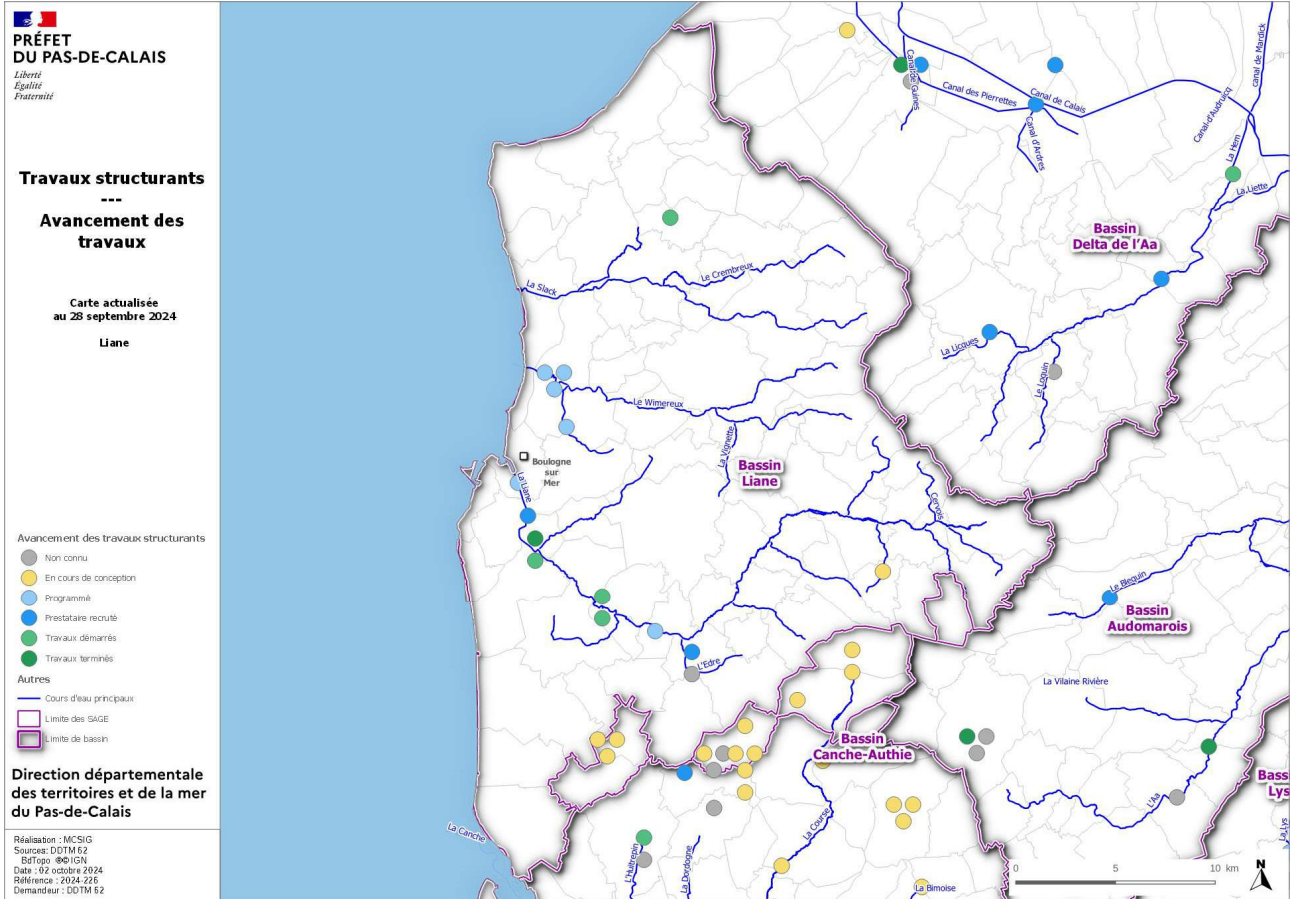 PRÉFET
DU PAS-DE-CALAIS
Liberté
Égalité
Fraternité
Travaux structurants
---
Avancement des
travaux
Carte actualisée
au 28 septembre 2024
Liane
Avancement des travaux structurants
Non connu
En cours de conception
Programmé
Prestataire recruté
Travaux démarrés
Travaux terminés
Autres
Cours d'eau principaux
Limite des SAGE
Limite de bassin
Direction départementale
des territoires et de la mer
du Pas-de-Calais
Réalisation : MCSIG
Sources: DDTM 62
BdTopo ®© IGN
Date : 02 octobre 2024
Référence : 2024-226
Demandeur : DDTM 62
Canal de Guînes
Canal des Pierrettes
Canal de Calais
Canal d'Ardres
Canal-d'Audruicq
canal de Mardick
La Hem
La Liette
Bassin
Delta de l'Aa
La Slack
Le Crembreux
La Licques
Le Loquin
Le Wimereux
La Vignette
Boulogne
sur
Mer
La Liane
Bassin
Liane
Cervois
Le Bléquin
Bassin
Audomarois
L'Edre
La Vilaine Rivière
Bassin
Canche-Authie
Bassi
Lys
L'Aa
La Lys
La Course
La Canche
L'Huitrepin
La Dordogne
La Bimoise
0 5 10 km
N